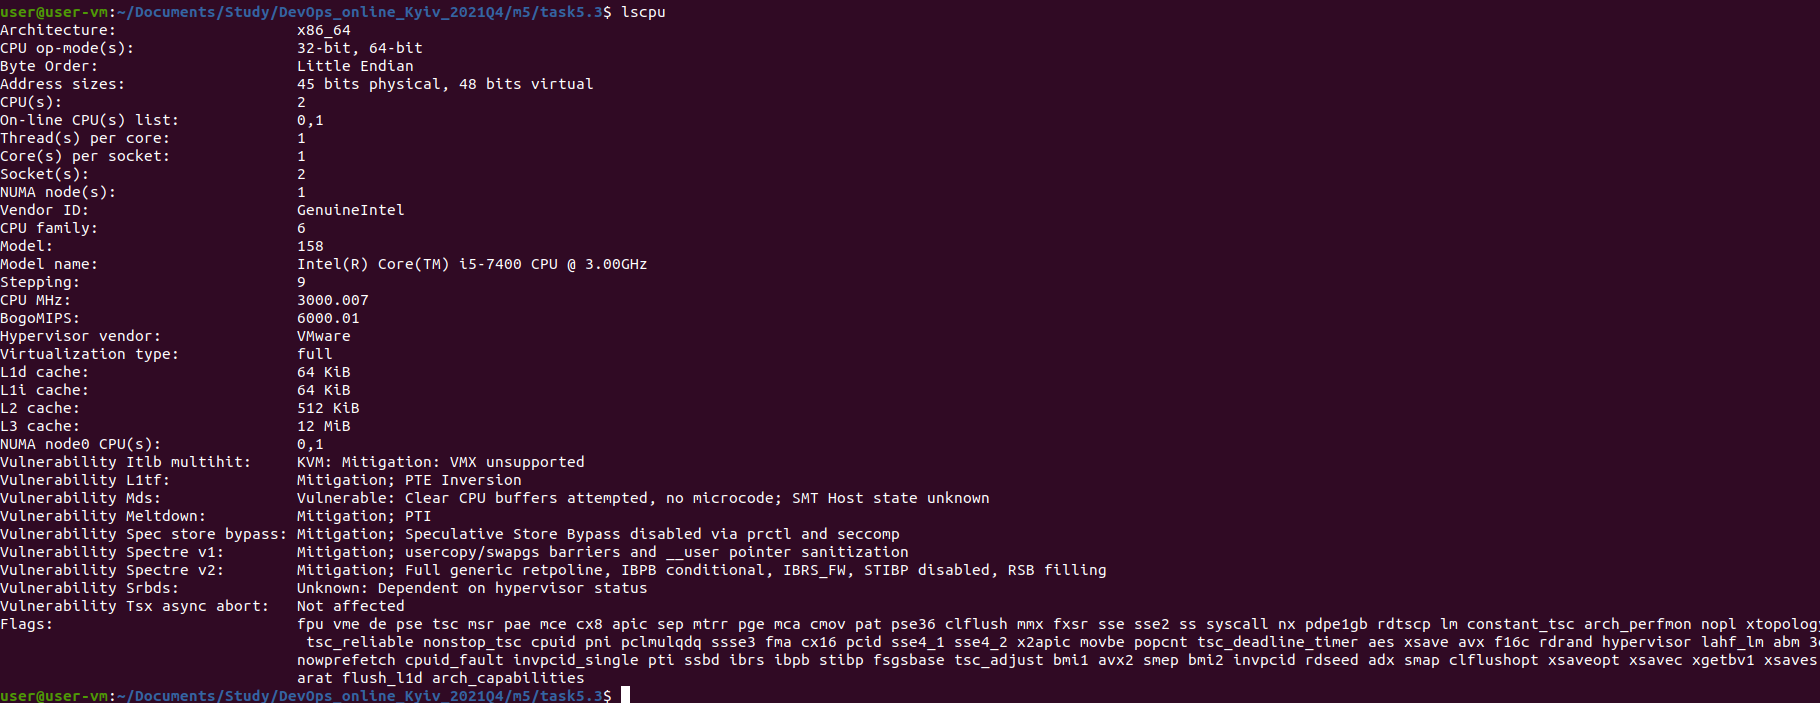 user@user-vm:~/Documents/Study/DevOps_online_Kyiv_2021Q4/m5/task5.3$ lscpu
Architecture: x86_64
CPU op-mode(s): 32-bit, 64-bit
Byte Order: Little Endian
Address sizes: 45 bits physical, 48 bits virtual
CPU(s): 2
On-line CPU(s) list: 0,1
Thread(s) per core: 1
Core(s) per socket: 1
Socket(s): 2
NUMA node(s): 1
Vendor ID: GenuineIntel
CPU family: 6
Model: 158
Model name: Intel(R) Core(TM) i5-7400 CPU @ 3.00GHz
Stepping: 9
CPU MHz: 3000.007
BogoMIPS: 6000.01
Hypervisor vendor: VMware
Virtualization type: full
L1d cache: 64 KiB
L1i cache: 64 KiB
L2 cache: 512 KiB
L3 cache: 12 MiB
NUMA node0 CPU(s): 0,1
Vulnerability Itlb multihit: KVM: Mitigation: VMX unsupported
Vulnerability L1tf: Mitigation; PTE Inversion
Vulnerability Mds: Vulnerable: Clear CPU buffers attempted, no microcode; SMT Host state unknown
Vulnerability Meltdown: Mitigation; PTI
Vulnerability Spec store bypass: Mitigation; Speculative Store Bypass disabled via prctl and seccomp
Vulnerability Spectre v1: Mitigation; usercopy/swapgs barriers and __user pointer sanitization
Vulnerability Spectre v2: Mitigation; Full generic retpoline, IBPB conditional, IBRS_FW, STIBP disabled, RSB filling
Vulnerability Srbds: Unknown: Dependent on hypervisor status
Vulnerability Tsx async abort: Not affected
Flags: fpu vme de pse tsc msr pae mce cx8 apic sep mtrr pge mca cmov pat pse36 clflush mmx fxsr sse sse2 ss syscall nx pdpe1gb rdtscp lm constant_tsc arch_perfmon nopl xtopology
tsc_reliable nonstop_tsc cpuid pni pclmulqdq ssse3 fma cx16 pcid sse4_1 sse4_2 x2apic movbe popcnt tsc_deadline_timer aes xsave avx f16c rdrand hypervisor lahf_lm abm 3d
nowprefetch cpuid_fault invpcid_single pti ssbd ibrs ibpb stibp fsgsbase tsc_adjust bmi1 avx2 smep bmi2 invpcid rdseed adx smap clflushopt xsaveopt xsavec xgetbv1 xsaves
arat flush_l1d arch_capabilities
user@user-vm:~/Documents/Study/DevOps_online_Kyiv_2021Q4/m5/task5.3$